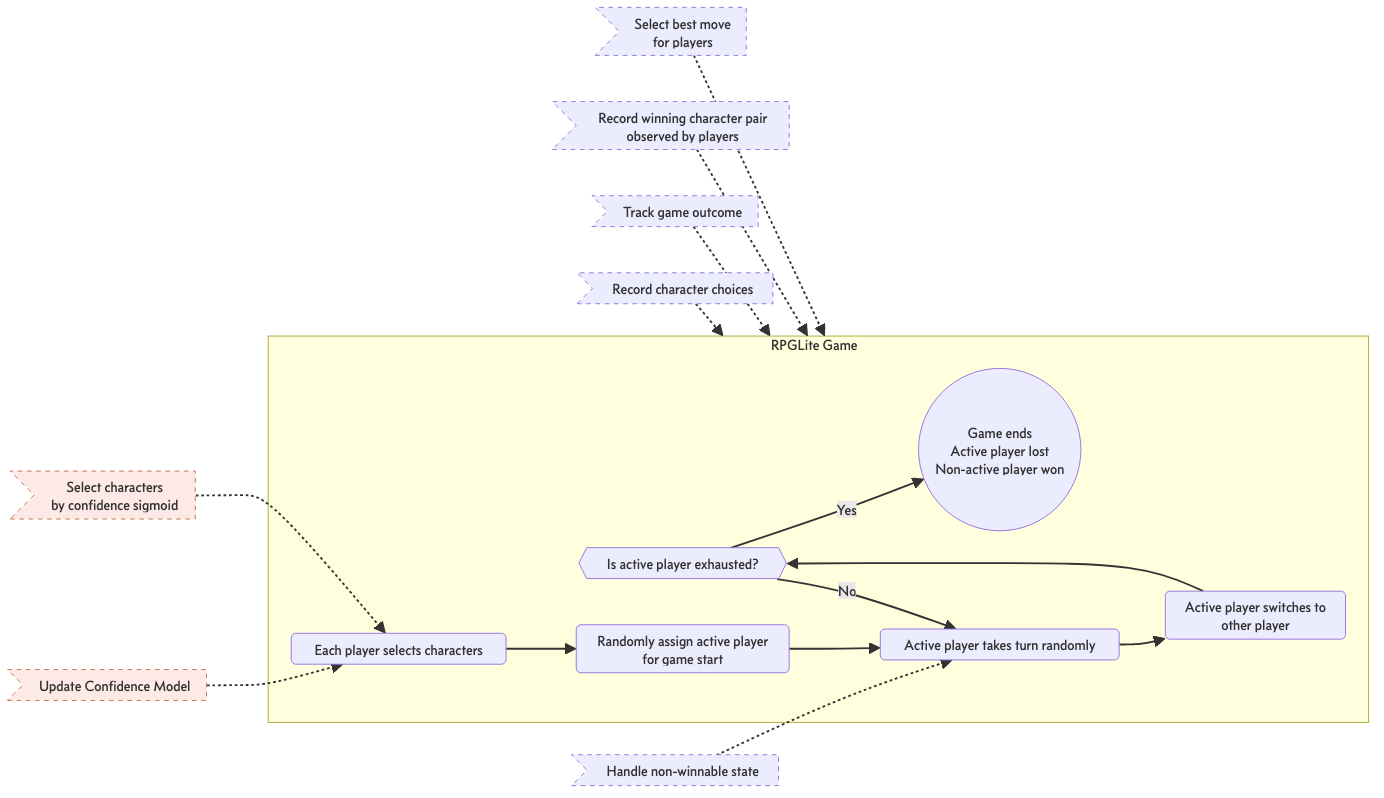 Select best move
for players
Record winning character pair
observed by players
Track game outcome
Record character choices
RPGLite Game
Game ends
Active player lost
Non-active player won
Select characters
by confidence sigmoid
Yes
Is active player exhausted?
No
Active player switches to
other player
Each player selects characters
Randomly assign active player
for game start
Active player takes turn randomly
Update Confidence Model
Handle non-winnable state